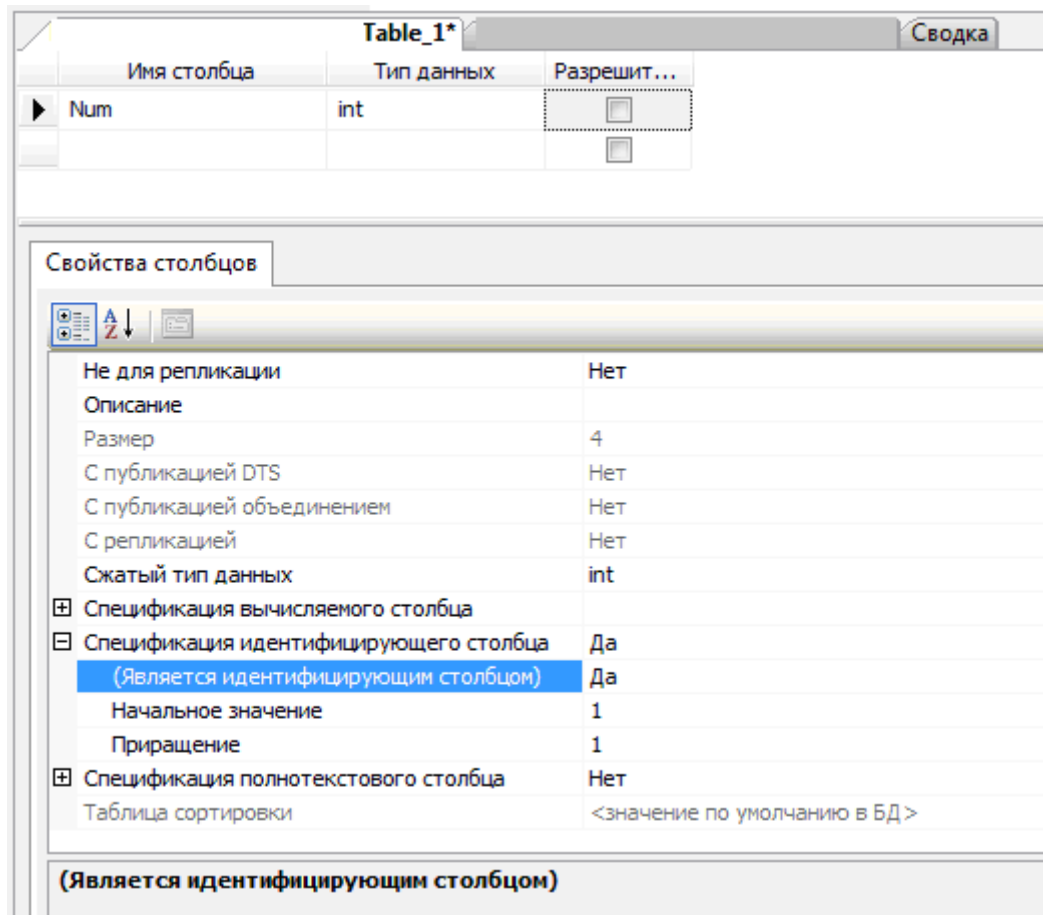 Table_1* Сводка
Имя столбца Тип данных Разрешит...
Num int
Свойства столбцов
Не для репликации Нет
Описание
Размер 4
С публикацией DTS Нет
С публикацией объединением Нет
С репликацией Нет
Сжатый тип данных int
Спецификация вычисляемого столбца
Спецификация идентифицирующего столбца Да
(Является идентифицирующим столбцом) Да
Начальное значение 1
Приращение 1
Спецификация полнотекстового столбца Нет
Таблица сортировки <значение по умолчанию в БД>
(Является идентифицирующим столбцом)